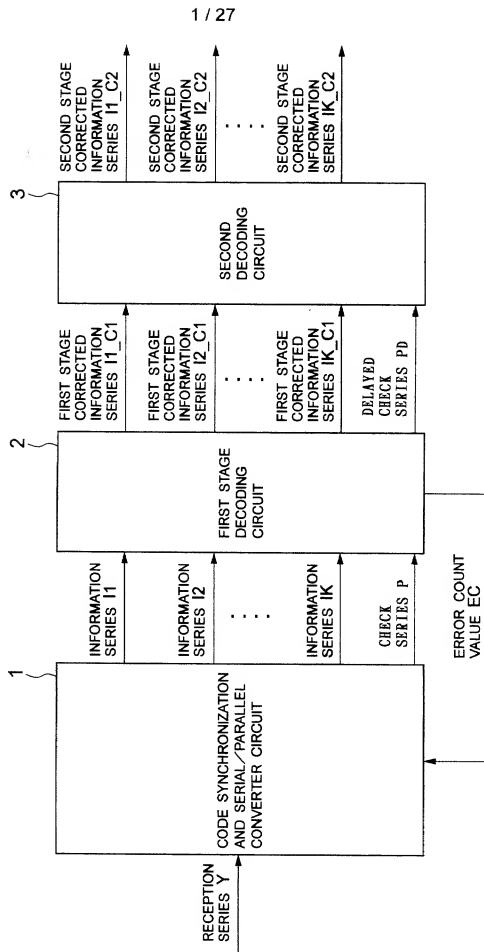 1 / 27
RECEPTION
SERIES Y
1
CODE SYNCHRONIZATION
AND SERIAL/PARALLEL
CONVERTER CIRCUIT
INFORMATION
SERIES I1
INFORMATION
SERIES I2
....
INFORMATION
SERIES IK
CHECK
SERIES P
ERROR COUNT
VALUE EC
2
FIRST STAGE
DECODING
CIRCUIT
FIRST STAGE
CORRECTED
INFORMATION
SERIES I1_C1
FIRST STAGE
CORRECTED
INFORMATION
SERIES I2_C1
....
FIRST STAGE
CORRECTED
INFORMATION
SERIES IK_C1
DELAYED
CHECK
SERIES PD
3
SECOND
DECODING
CIRCUIT
SECOND STAGE
CORRECTED
INFORMATION
SERIES I1_C2
SECOND STAGE
CORRECTED
INFORMATION
SERIES I2_C2
....
SECOND STAGE
CORRECTED
INFORMATION
SERIES IK_C2